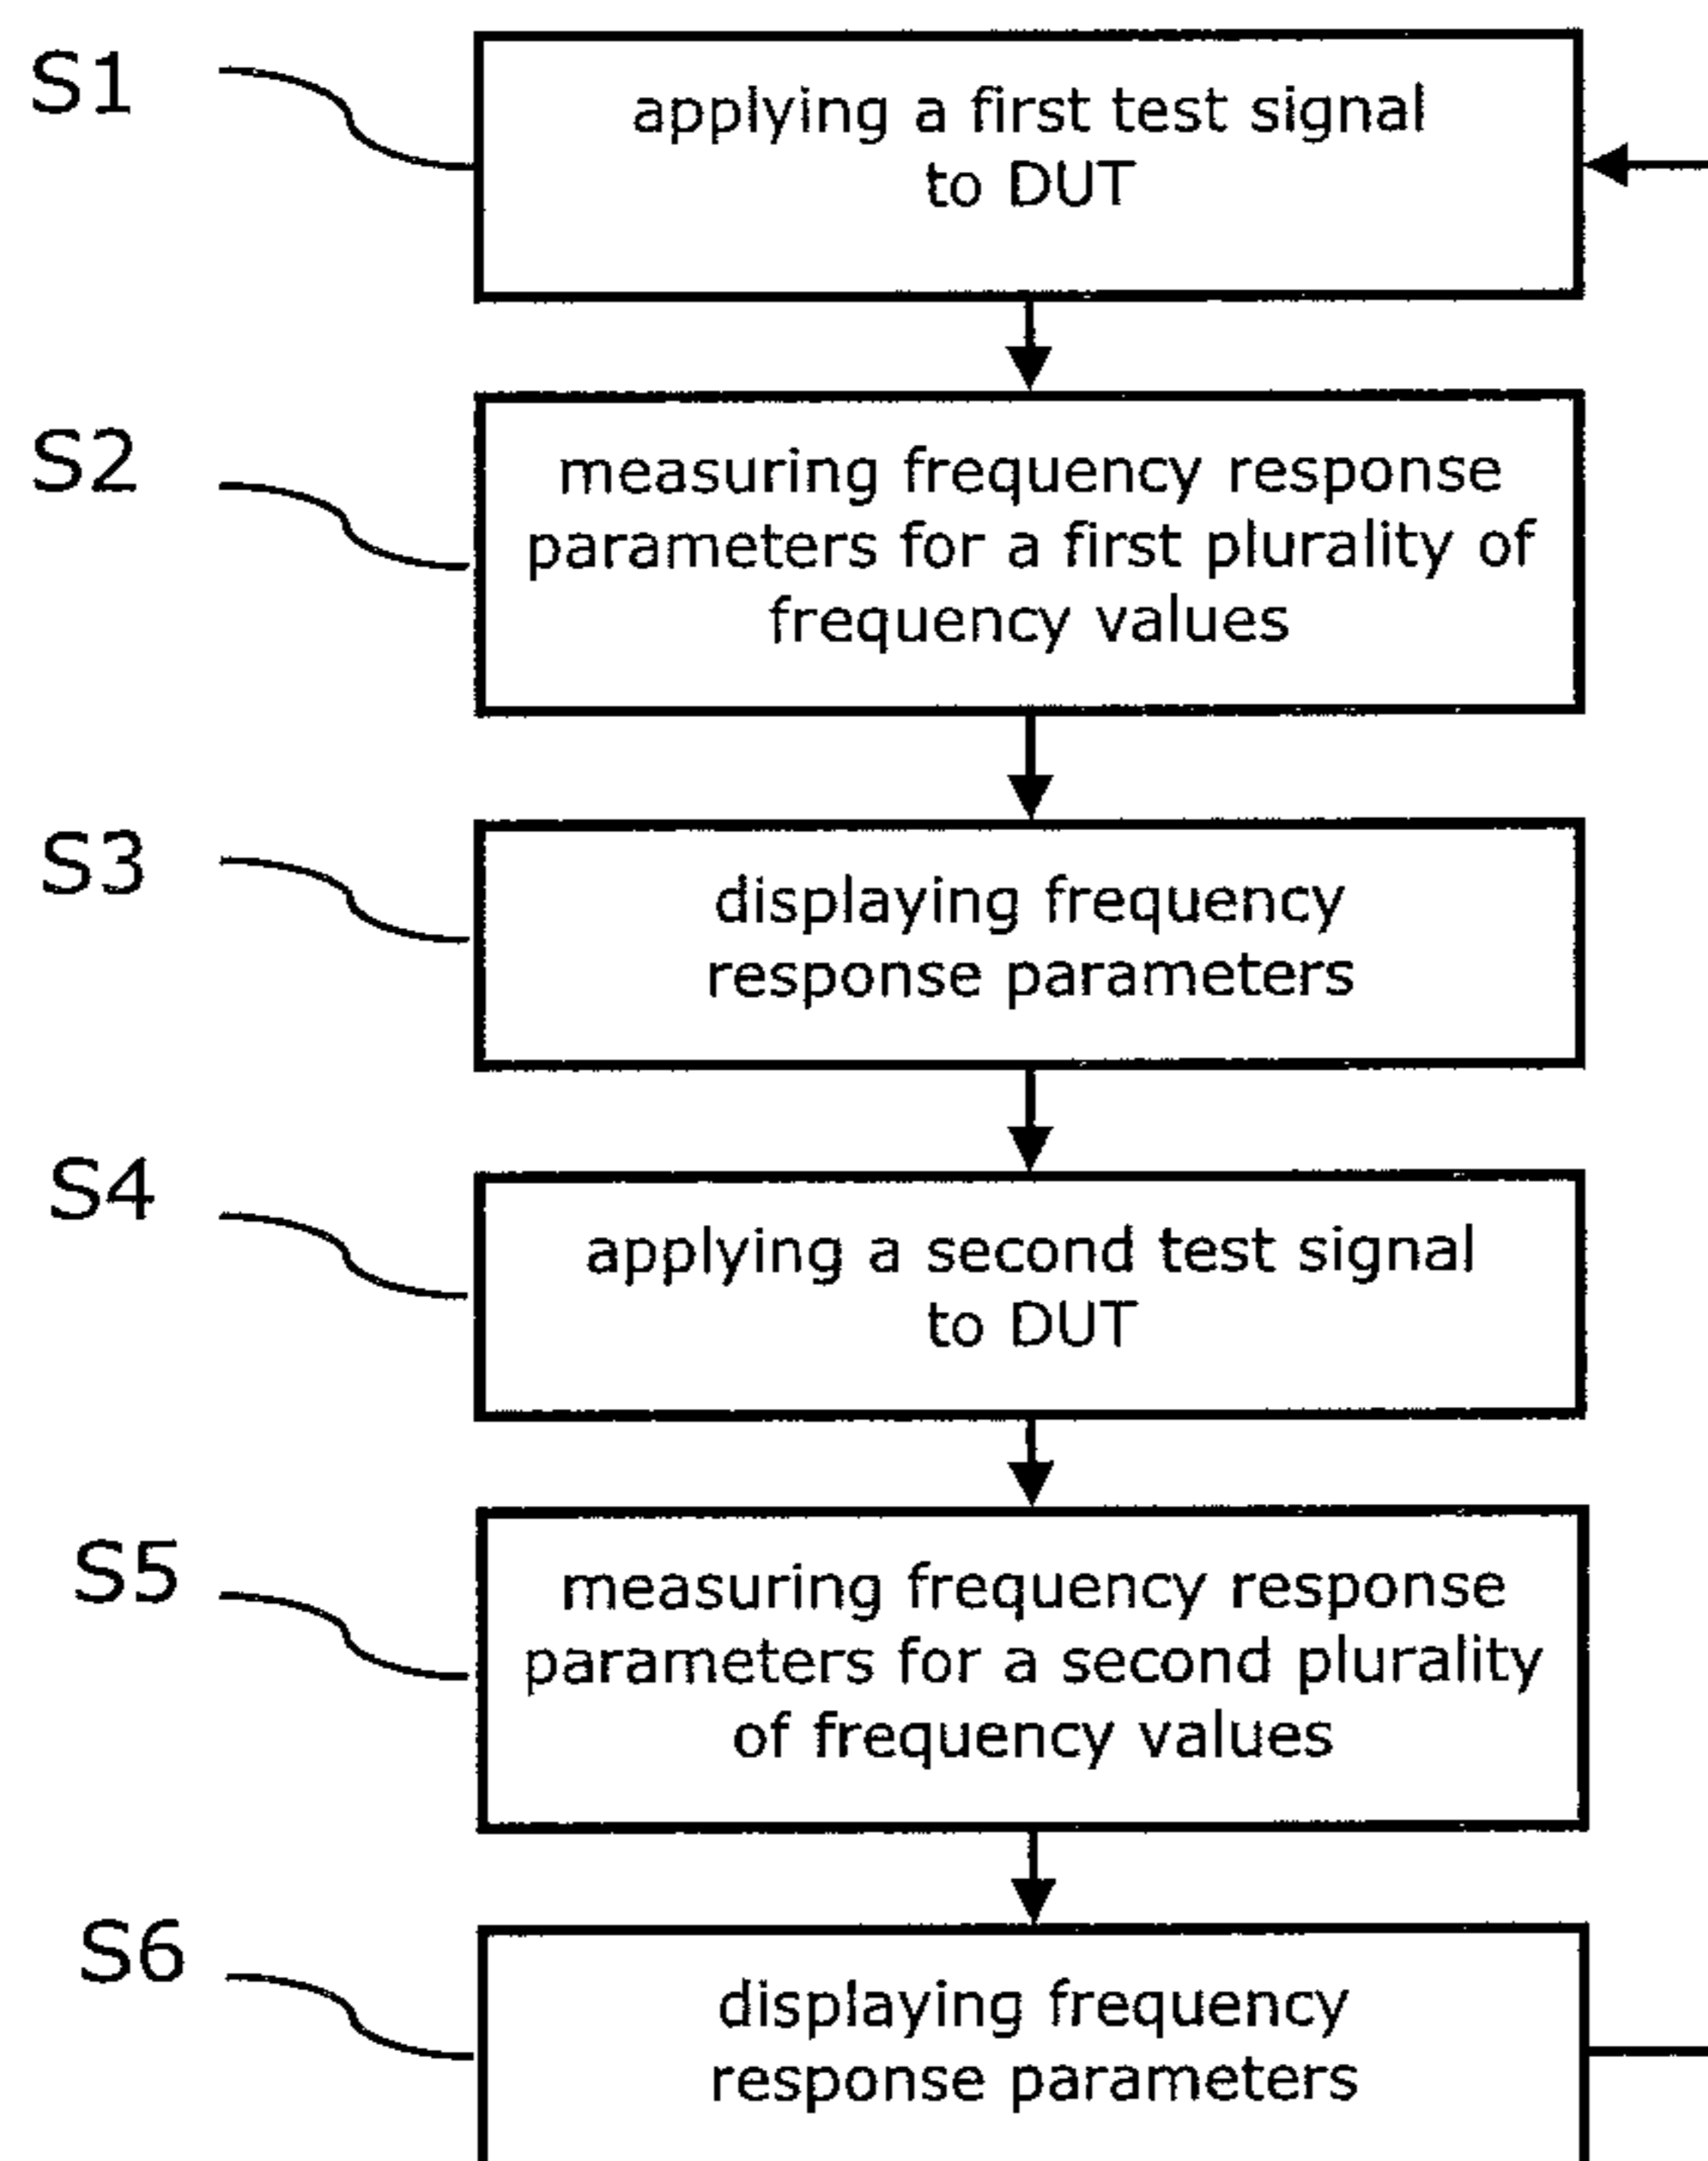 S1
applying a first test signal
to DUT
S2
measuring frequency response
parameters for a first plurality of
frequency values
S3
displaying frequency
response parameters
S4
applying a second test signal
to DUT
S5
measuring frequency response
parameters for a second plurality
of frequency values
S6
displaying frequency
response parameters